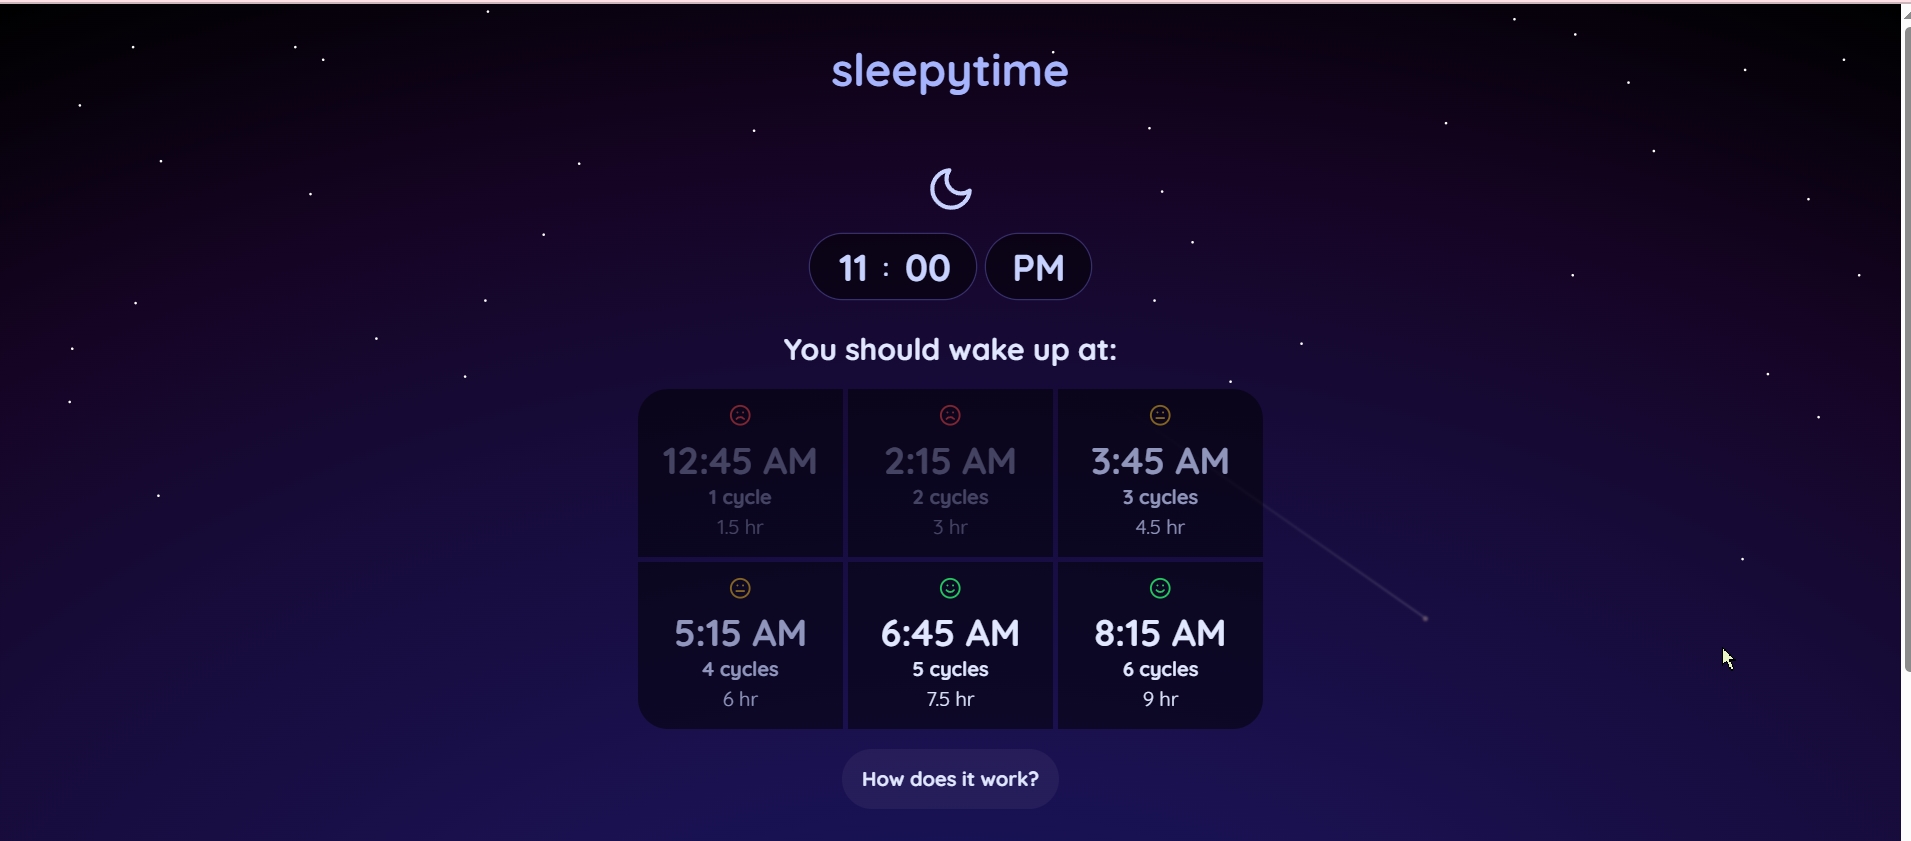 sleepytime
11 : 00 PM
You should wake up at:
12:45 AM
1 cycle
1.5 hr
2:15 AM
2 cycles
3 hr
3:45 AM
3 cycles
4.5 hr
5:15 AM
4 cycles
6 hr
6:45 AM
5 cycles
7.5 hr
8:15 AM
6 cycles
9 hr
How does it work?